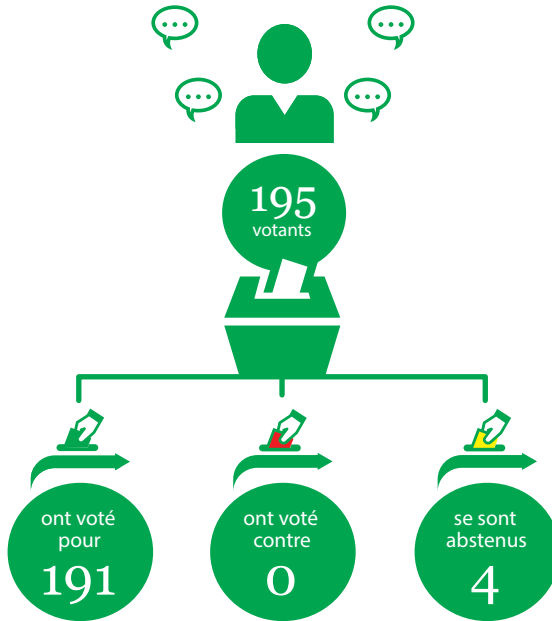 195
votants
ont voté
pour
191
ont voté
contre
0
se sont
abstenus
4